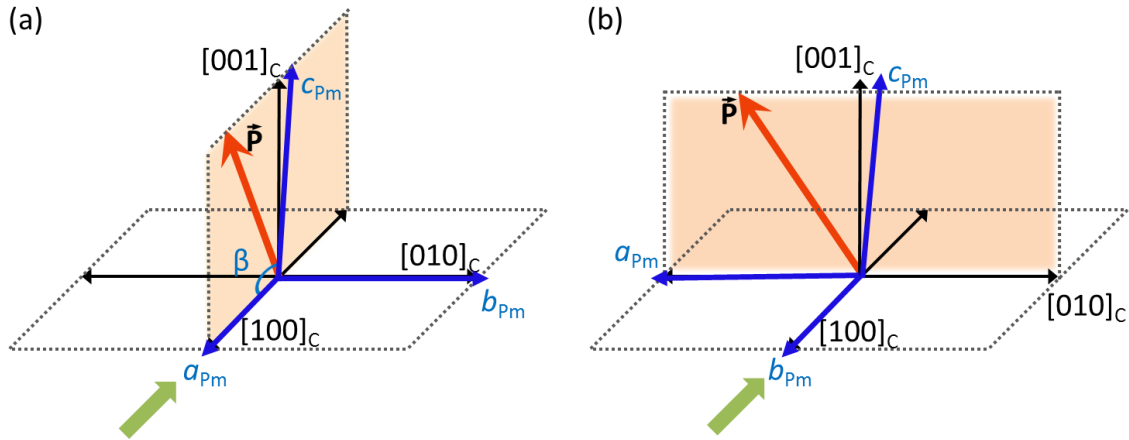 (a)
[001]C
cPm
P⃗
β
[010]C
bPm
[100]C
aPm
(b)
[001]C
cPm
P⃗
aPm
[010]C
[100]C
bPm